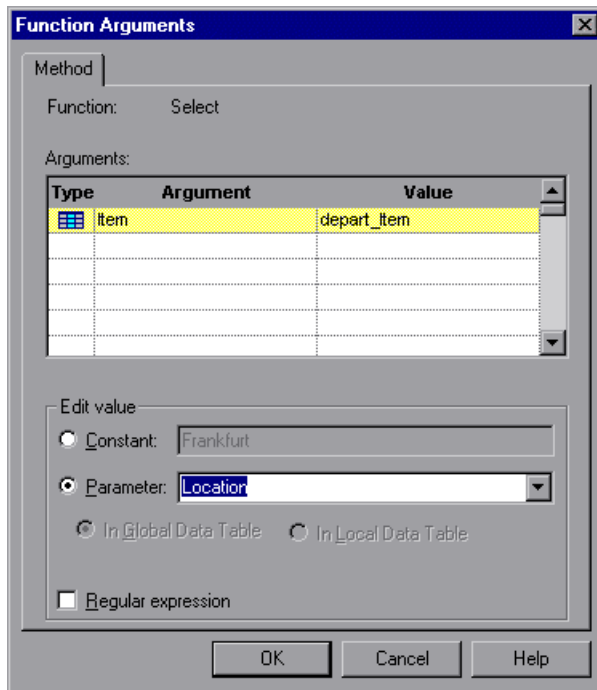 Function Arguments
Method
Function: Select
Arguments:
Type Argument Value
Item depart_Item
Edit value
Constant: Frankfurt
Parameter: Location
In Global Data Table In Local Data Table
Regular expression
OK Cancel Help